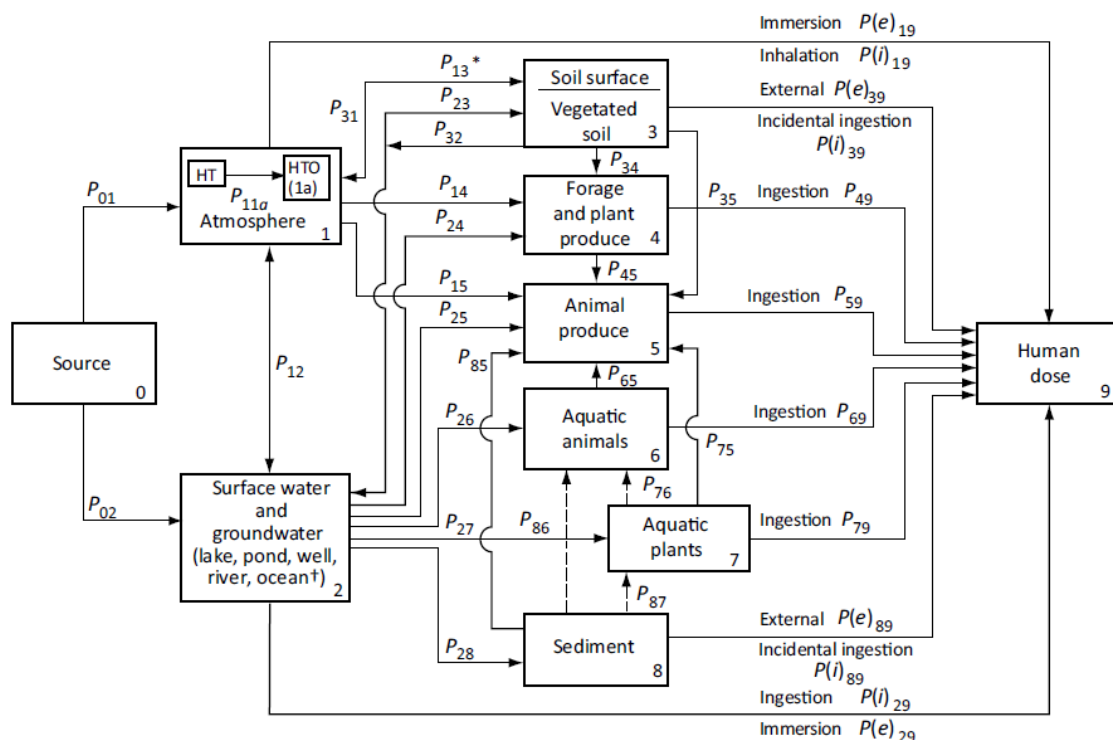 Immersion P(e)19
Inhalation P(i)19
P13*
Soil surface
External P(e)39
P23
Vegetated
soil
3
P31
P32
Incidental ingestion
P(i)39
HT
HTO
(1a)
P34
P01
P11a
Atmosphere
1
P14
Forage
and plant
produce
4
P35
Ingestion P49
P24
P45
P15
Animal
produce
5
Ingestion P59
P25
Source
0
P12
P85
P65
Human
dose
9
P26
Aquatic
animals
6
Ingestion P69
P75
Surface water
and
groundwater
(lake, pond, well,
river, ocean†)
2
P02
P76
P27
P86
Aquatic
plants
7
Ingestion P79
P87
P28
Sediment
8
External P(e)89
Incidental ingestion
P(i)89
Ingestion P(i)29
Immersion P(e)29